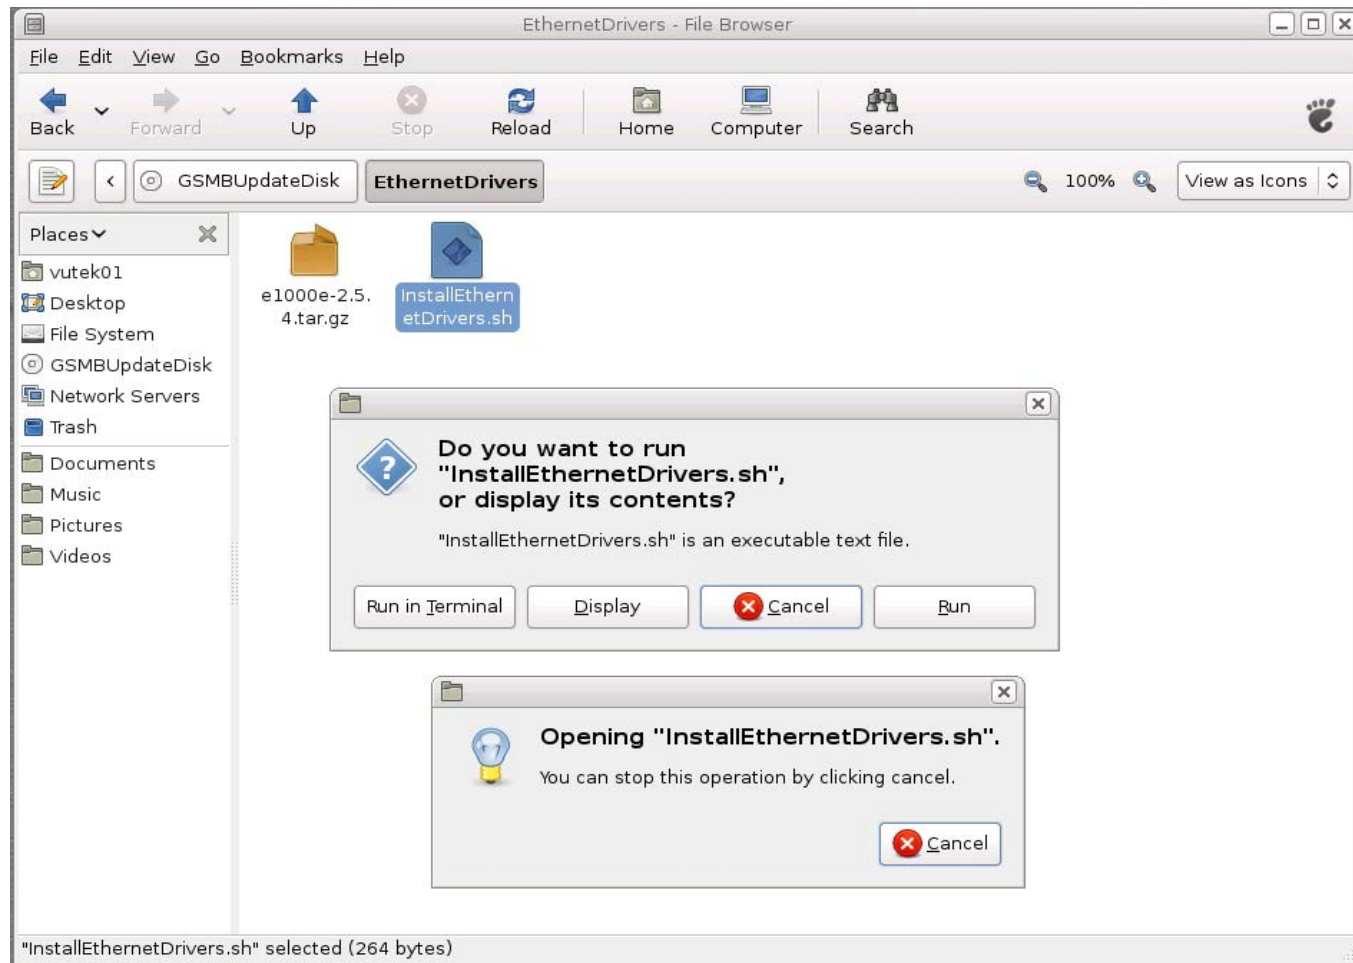 EthernetDrivers - File Browser
File Edit View Go Bookmarks Help
Back Forward Up Stop Reload Home Computer Search
GSMBUpdateDisk EthernetDrivers 100% View as Icons
Places
vutek01
Desktop
File System
GSMBUpdateDisk
Network Servers
Trash
Documents
Music
Pictures
Videos
e1000e-2.5.
4.tar.gz
InstallEthern
etDrivers.sh
Do you want to run
"InstallEthernetDrivers.sh",
or display its contents?
"InstallEthernetDrivers.sh" is an executable text file.
Run in Terminal Display Cancel Run
Opening "InstallEthernetDrivers.sh".
You can stop this operation by clicking cancel.
Cancel
"InstallEthernetDrivers.sh" selected (264 bytes)